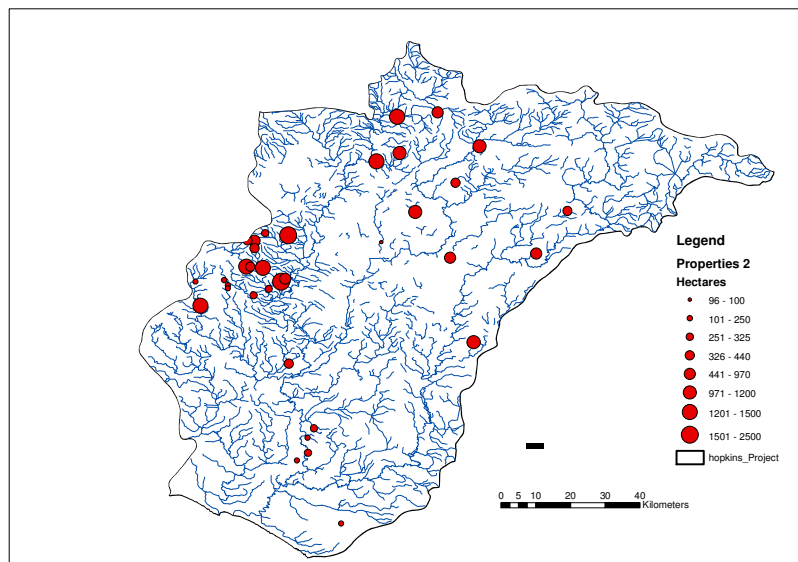 Legend
Properties 2
Hectares
96 - 100
101 - 250
251 - 325
326 - 440
441 - 970
971 - 1200
1201 - 1500
1501 - 2500
hopkins_Project
0 5 10 20 30 40
Kilometers